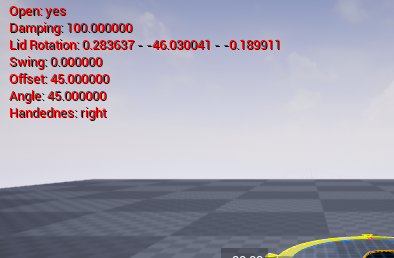 Open: yes
Damping: 100.000000
Lid Rotation: 0.283637 - -46.030041 - -0.189911
Swing: 0.000000
Offset: 45.000000
Angle: 45.000000
Handednes: right